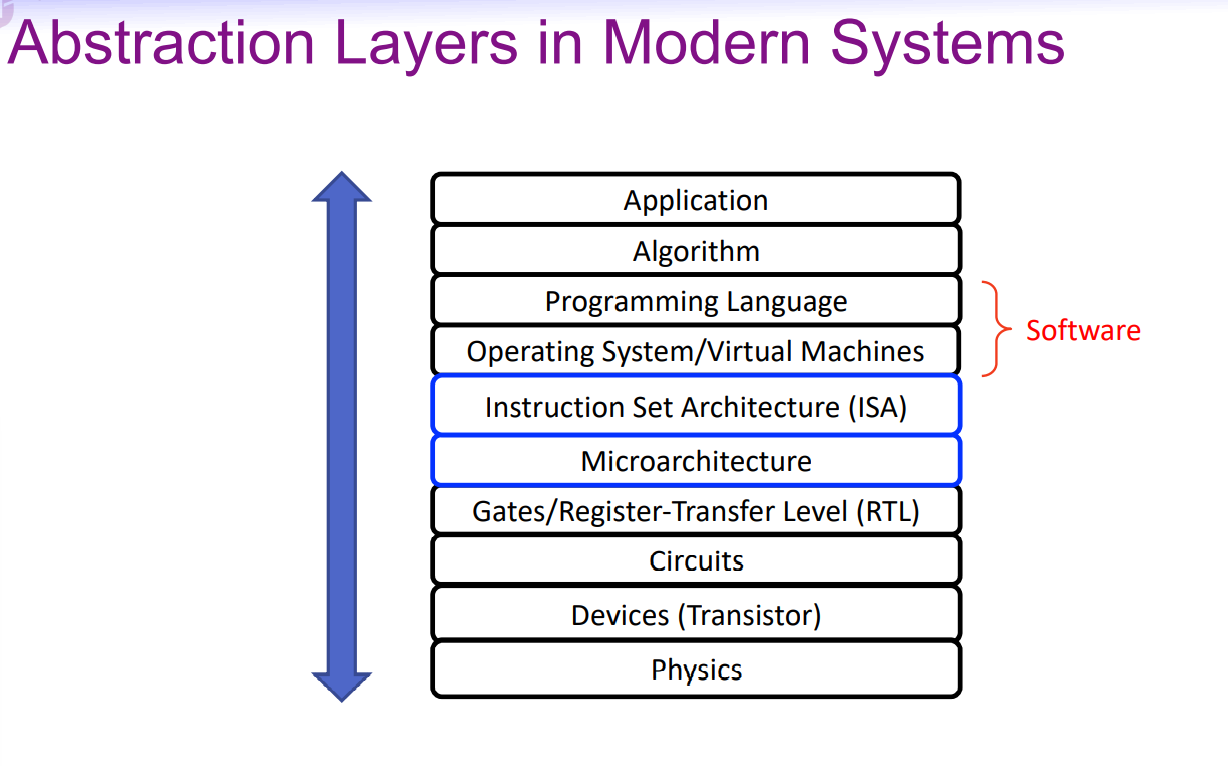 Abstraction Layers in Modern Systems
Application
Algorithm
Programming Language
Operating System/Virtual Machines
Software
Instruction Set Architecture (ISA)
Microarchitecture
Gates/Register-Transfer Level (RTL)
Circuits
Devices (Transistor)
Physics